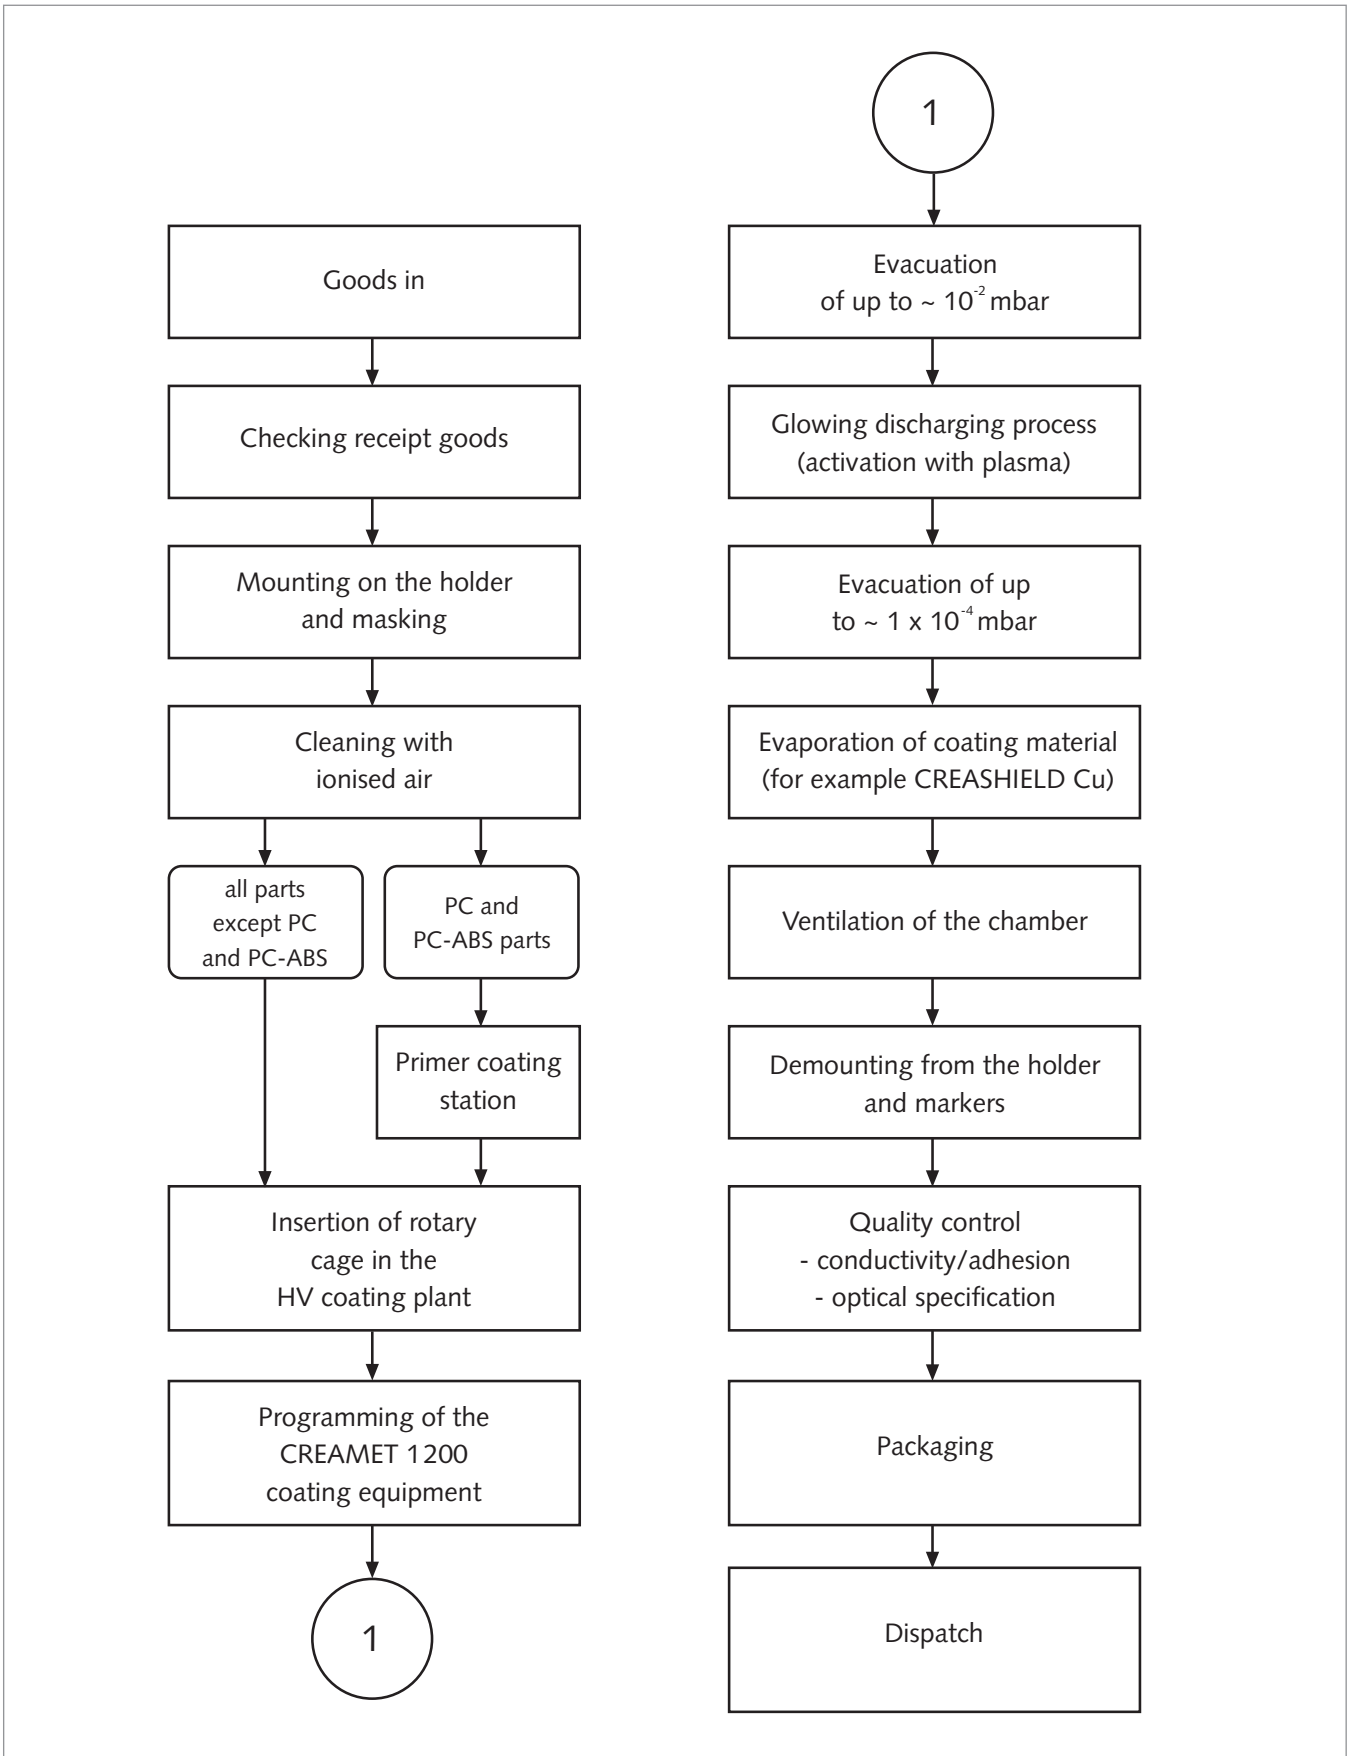 Goods in
Checking receipt goods
Mounting on the holder
and masking
Cleaning with
ionised air
all parts
except PC
and PC-ABS
PC and
PC-ABS parts
Primer coating
station
Insertion of rotary
cage in the
HV coating plant
Programming of the
CREAMET 1200
coating equipment
1
1
Evacuation
of up to ~ 10⁻² mbar
Glowing discharging process
(activation with plasma)
Evacuation of up
to ~ 1 x 10⁻⁴ mbar
Evaporation of coating material
(for example CREASHIELD Cu)
Ventilation of the chamber
Demounting from the holder
and markers
Quality control
- conductivity/adhesion
- optical specification
Packaging
Dispatch